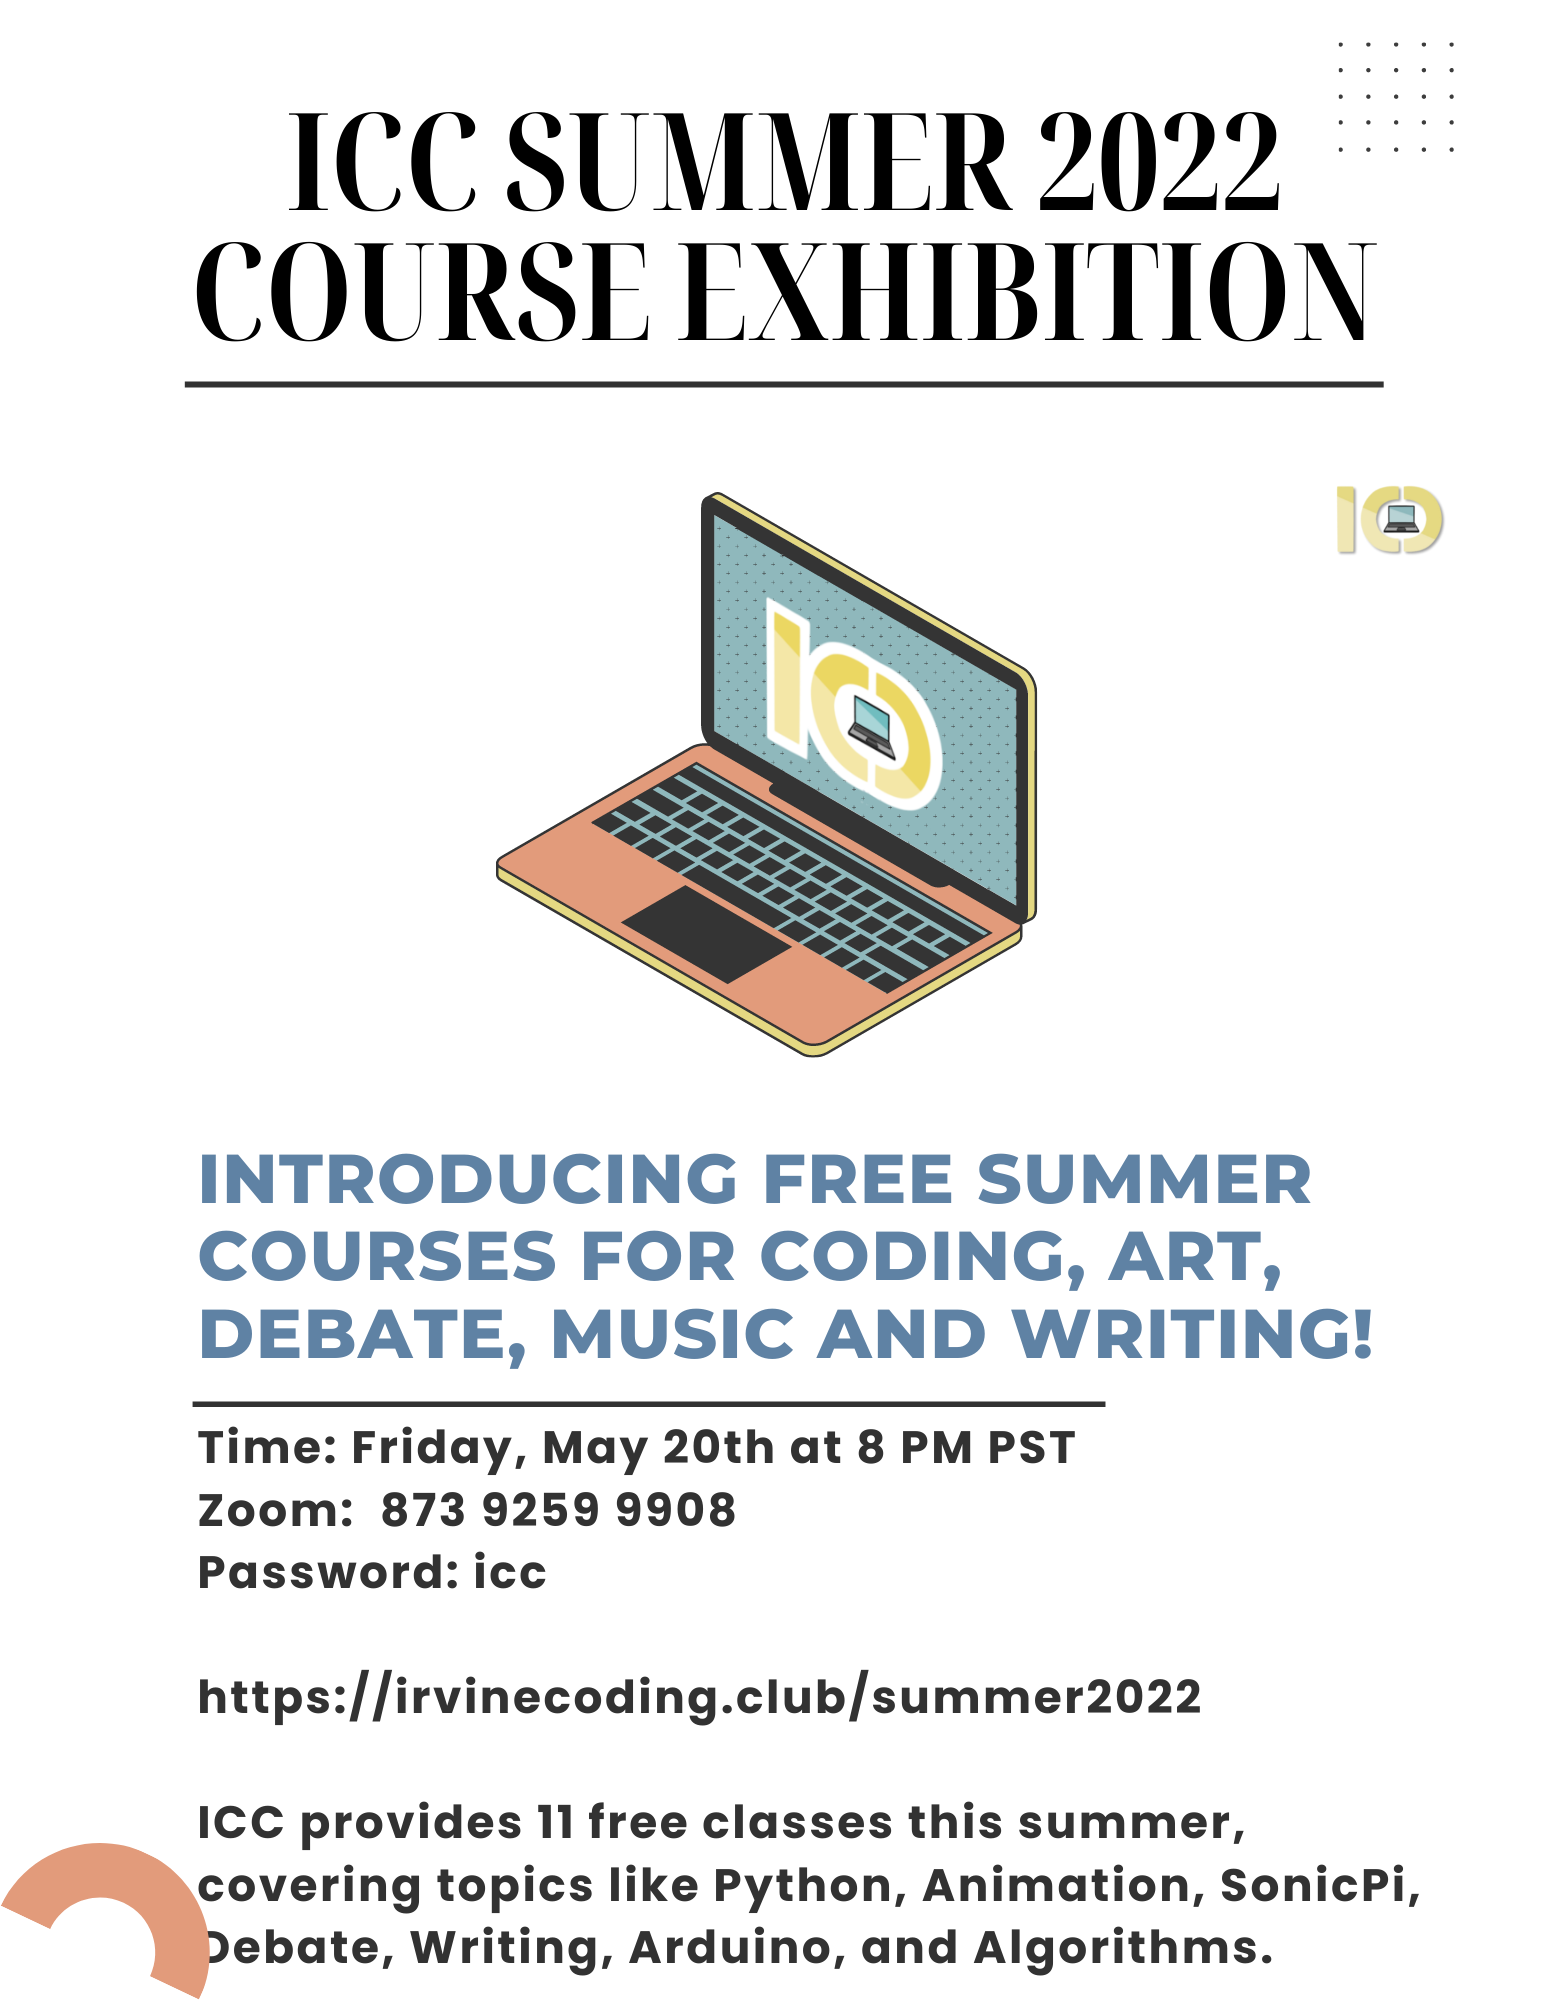 ICC SUMMER 2022
COURSE EXHIBITION
INTRODUCING FREE SUMMER
COURSES FOR CODING, ART,
DEBATE, MUSIC AND WRITING!
Time: Friday, May 20th at 8 PM PST
Zoom:  873 9259 9908
Password: icc
https://irvinecoding.club/summer2022
ICC provides 11 free classes this summer,
covering topics like Python, Animation, SonicPi,
Debate, Writing, Arduino, and Algorithms.